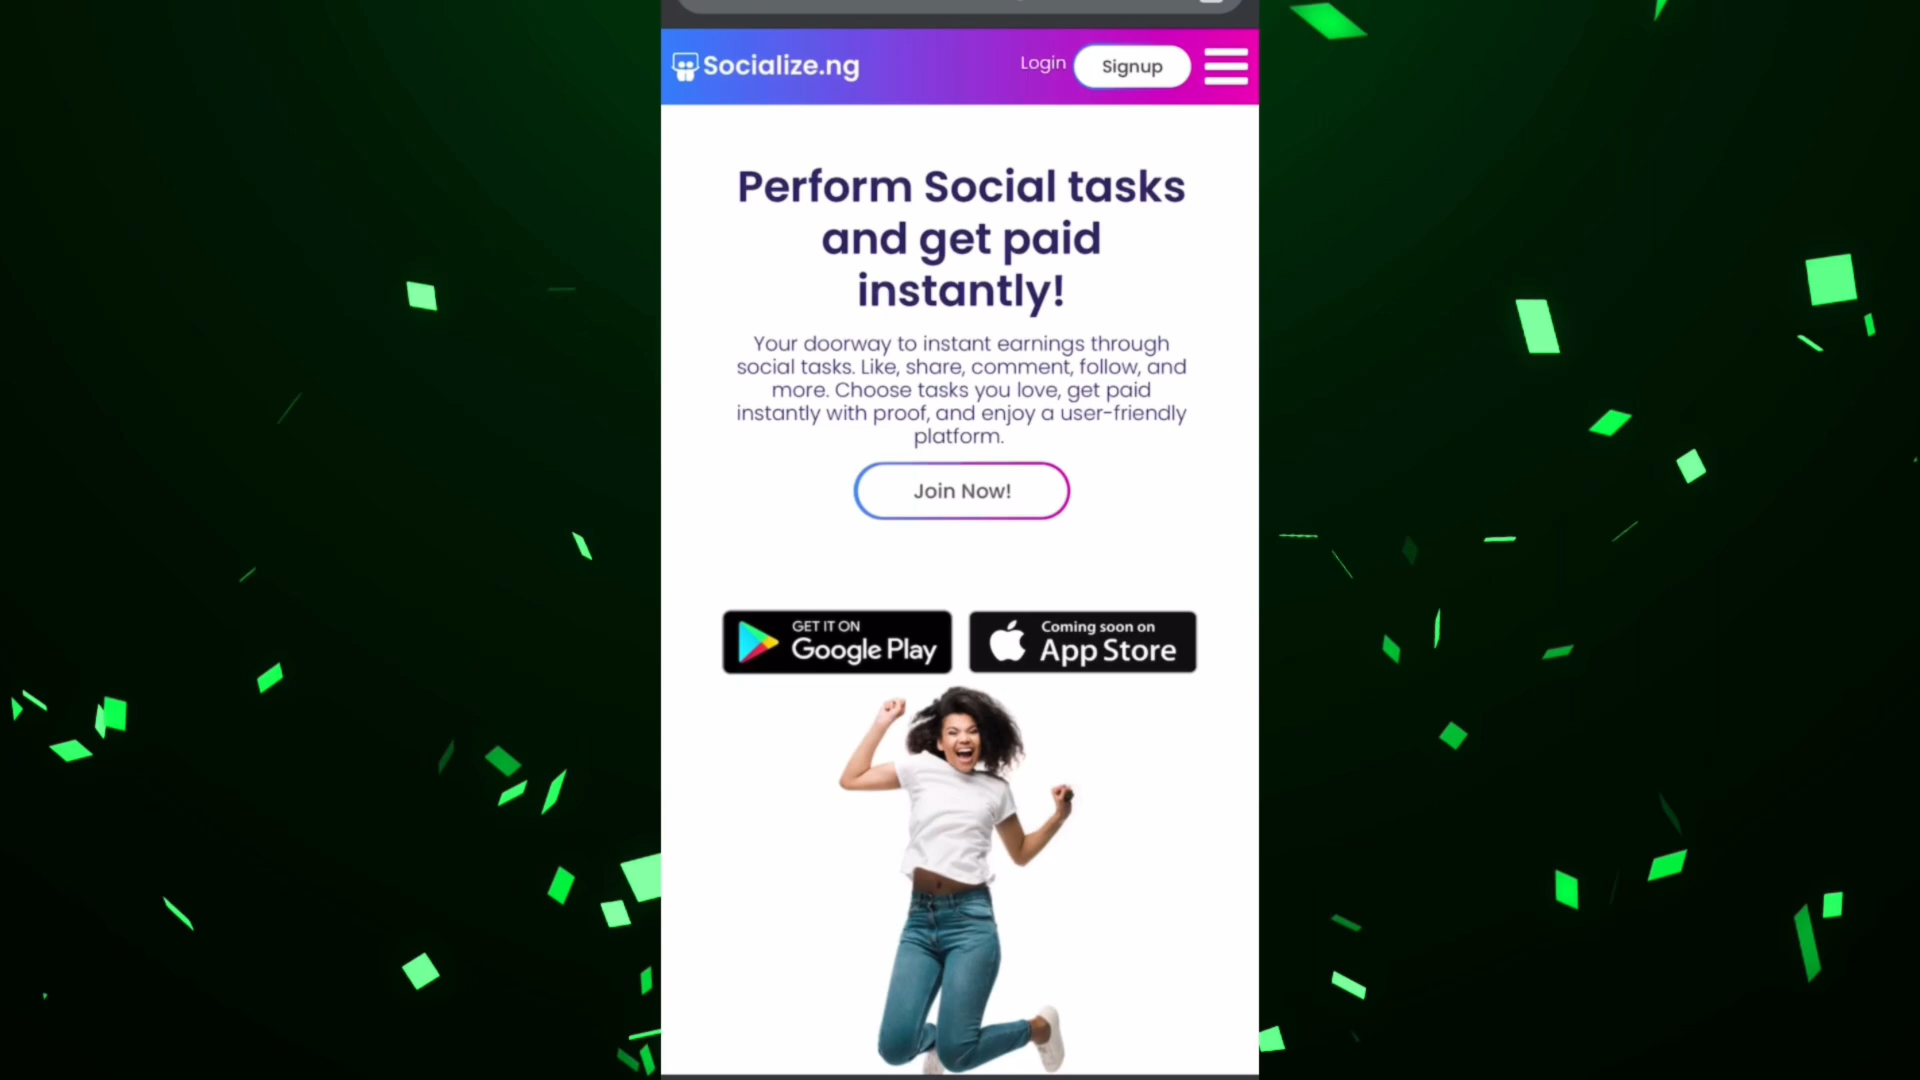 Socialize.ng
Login
Signup
Perform Social tasks
and get paid
instantly!
Your doorway to instant earnings through
social tasks. Like, share, comment, follow, and
more. Choose tasks you love, get paid
instantly with proof, and enjoy a user-friendly
platform.
Join Now!
GET IT ON
Google Play
Coming soon on
App Store